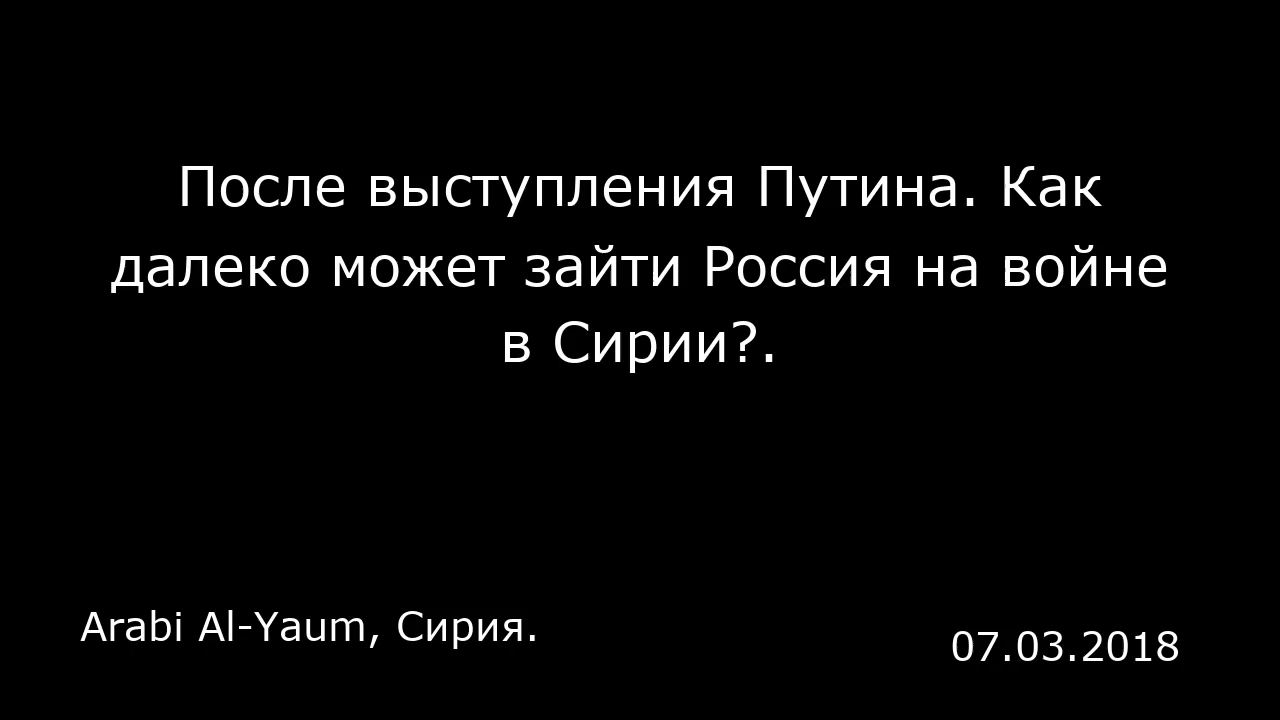 После выступления Путина. Как
далеко может зайти Россия на войне
в Сирии?.
Arabi Al-Yaum, Сирия.
07.03.2018